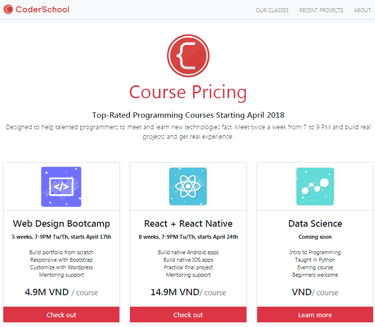 CoderSchool
OUR CLASSES RECENT PROJECTS ABOUT
Course Pricing
Top-Rated Programming Courses Starting April 2018
Designed to help talented programmers to meet and learn new technologies fast. Meet twice a week from 7 to 9 PM and build real
projects and get real experience.
Web Design Bootcamp
5 weeks, 7-9PM Tu/Th, starts April 17th
Build portfolio from scratch
Responsive with Bootstrap
Customize with Wordpress
Mentoring support
4.9M VND / course
Check out
React + React Native
8 weeks, 7-9PM Tu/Th, starts April 24th
Build native Android apps
Build native IOS apps
Practical final project
Mentoring support
14.9M VND/ course
Check out
Data Science
Coming soon
Intro to Programming
Taught in Python
Evening course
Beginners welcome
VND/ course
Learn more